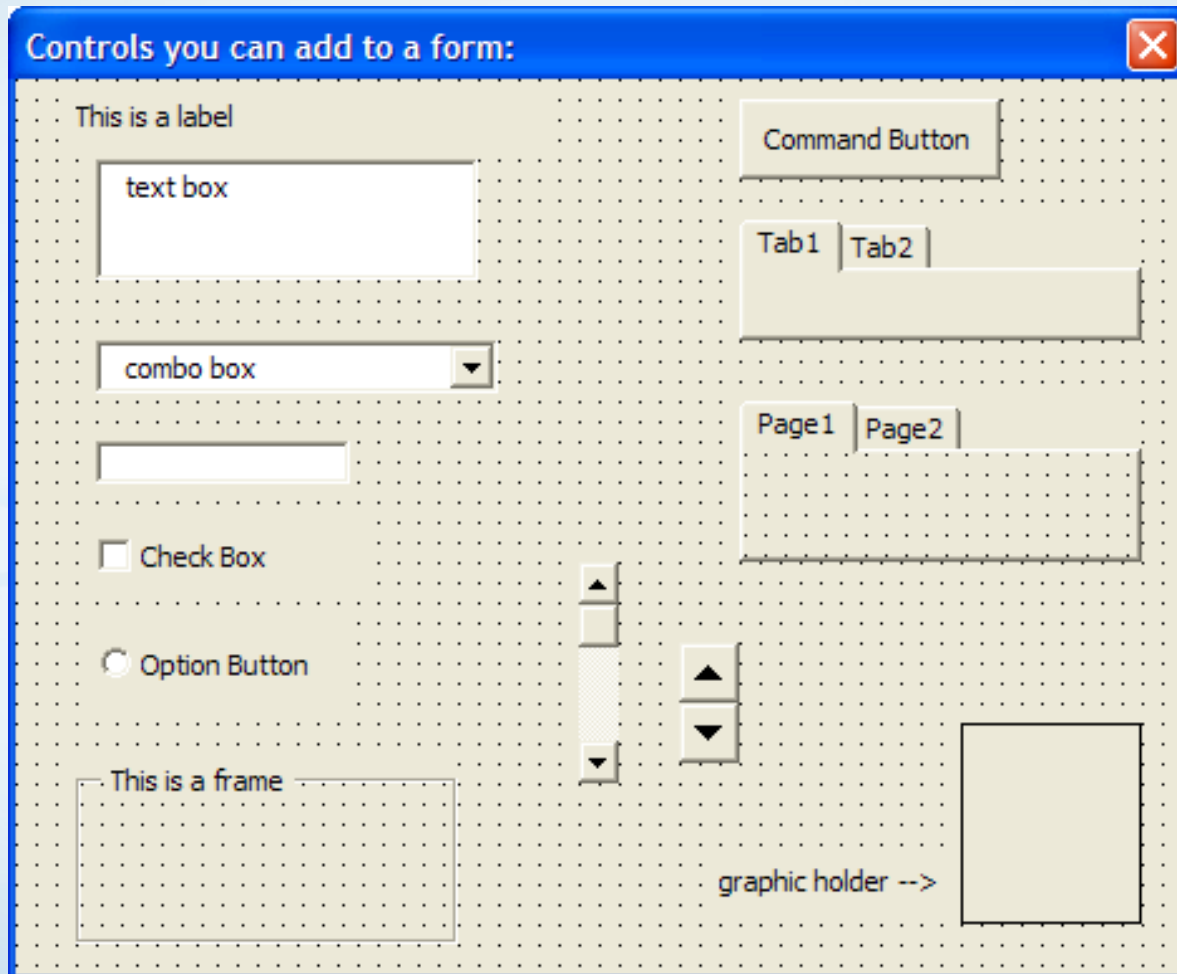 Controls you can add to a form:
This is a label
Command Button
text box
Tab1 Tab2
combo box
Page1 Page2
Check Box
Option Button
This is a frame
graphic holder -->